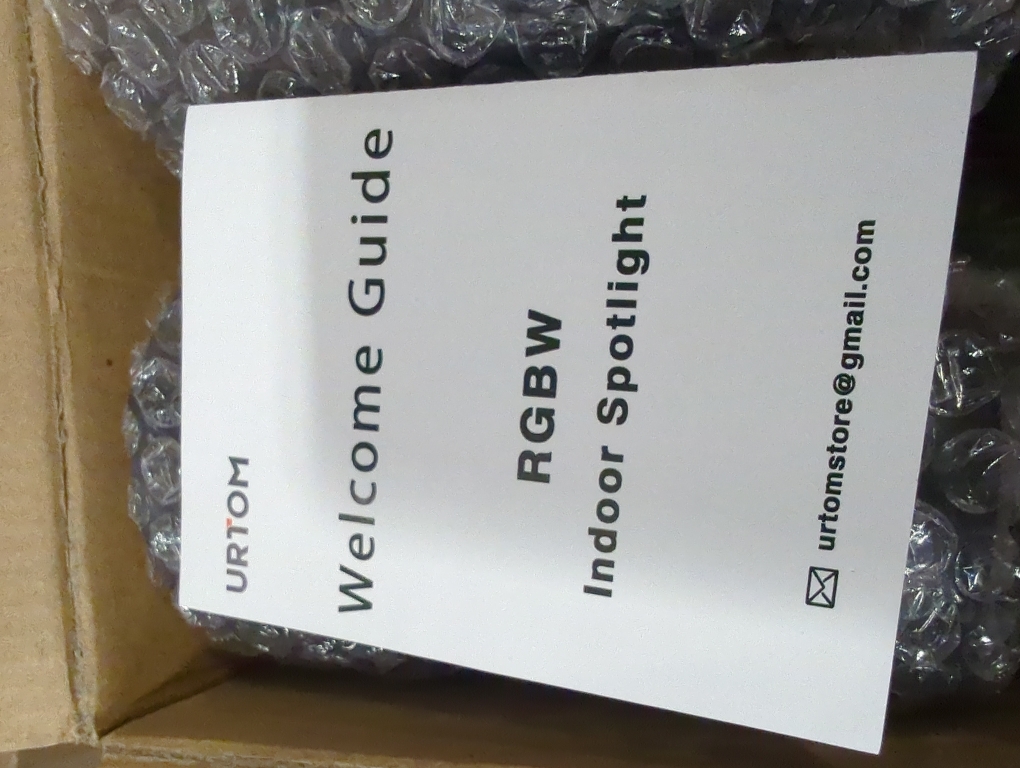 URTOM
Welcome Guide
RGBW
Indoor Spotlight
urtomstore@gmail.com